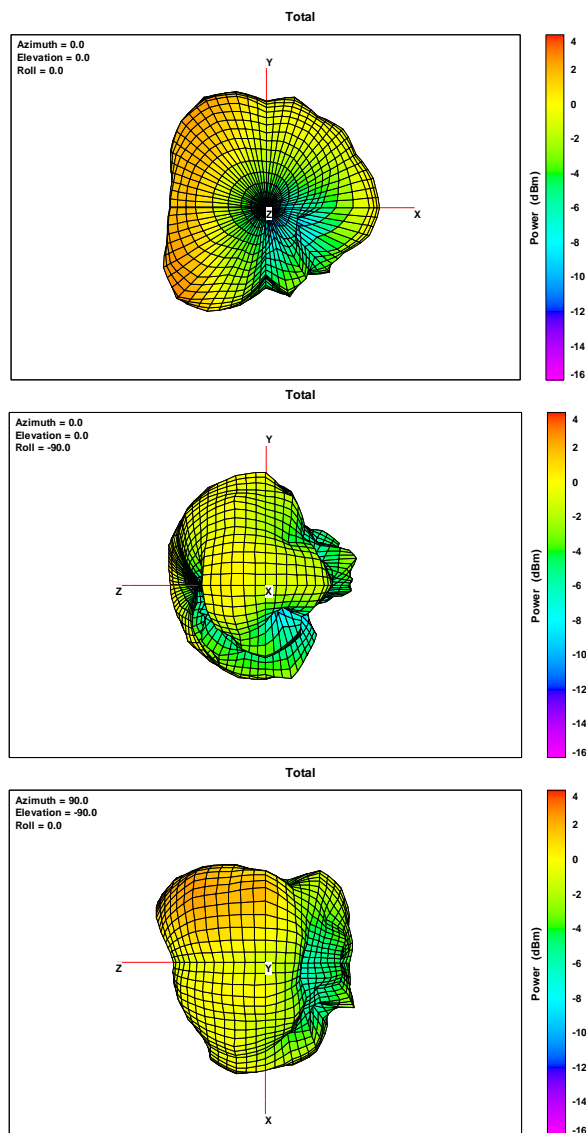 Total
Azimuth = 0.0
Elevation = 0.0
Roll = 0.0
Y
Z
X
2
0
-2
-4
-6
-8
-10
-12
-14
-16
Power (dBm)
Total
Azimuth = 0.0
Elevation = 0.0
Roll = -90.0
Y
Z
X
4
2
0
-2
-4
-6
-8
-10
-12
-14
-16
Power (dBm)
Total
Azimuth = 90.0
Elevation = -90.0
Roll = 0.0
Z
Y
X
4
2
0
-2
-4
-6
-8
-10
-12
-14
-16
Power (dBm)